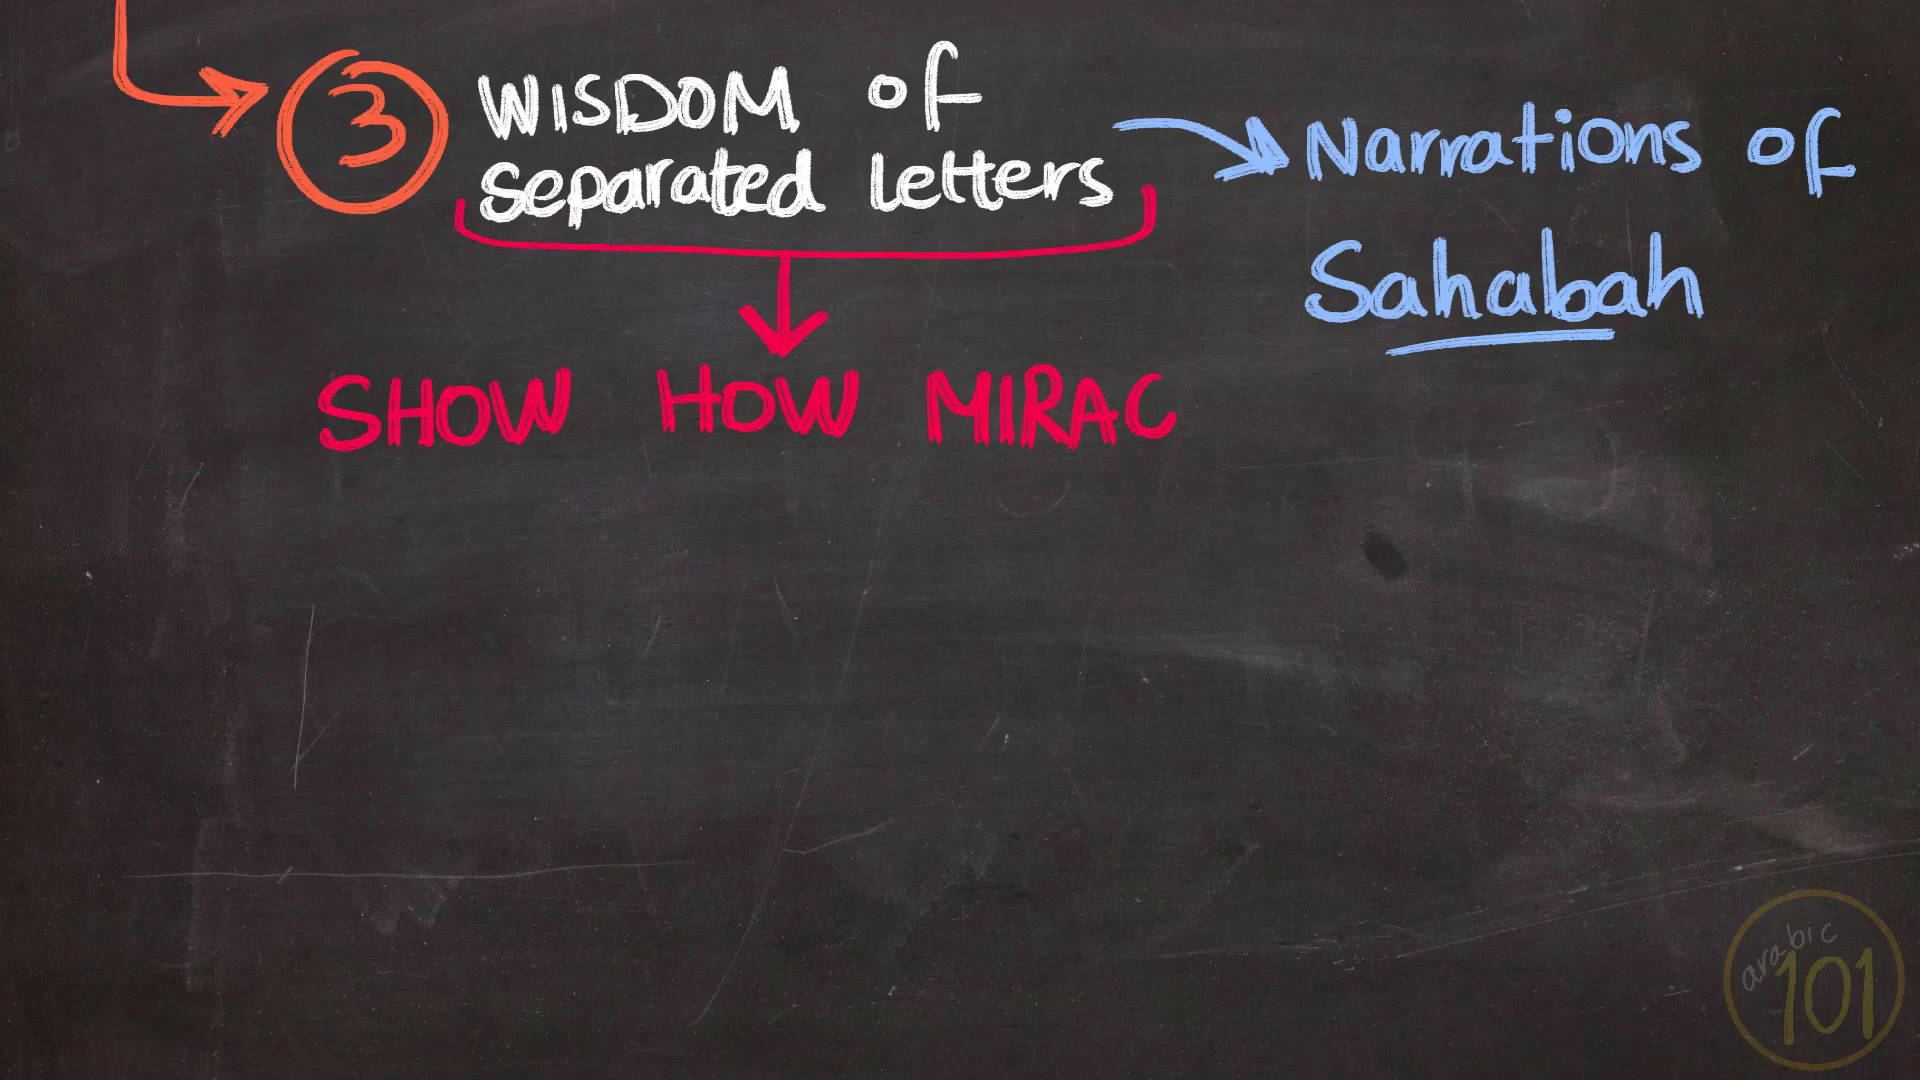 3
WISDOM of
separated letters
Narrations of
Sahabah
SHOW HOW MIRAC
arabic
101